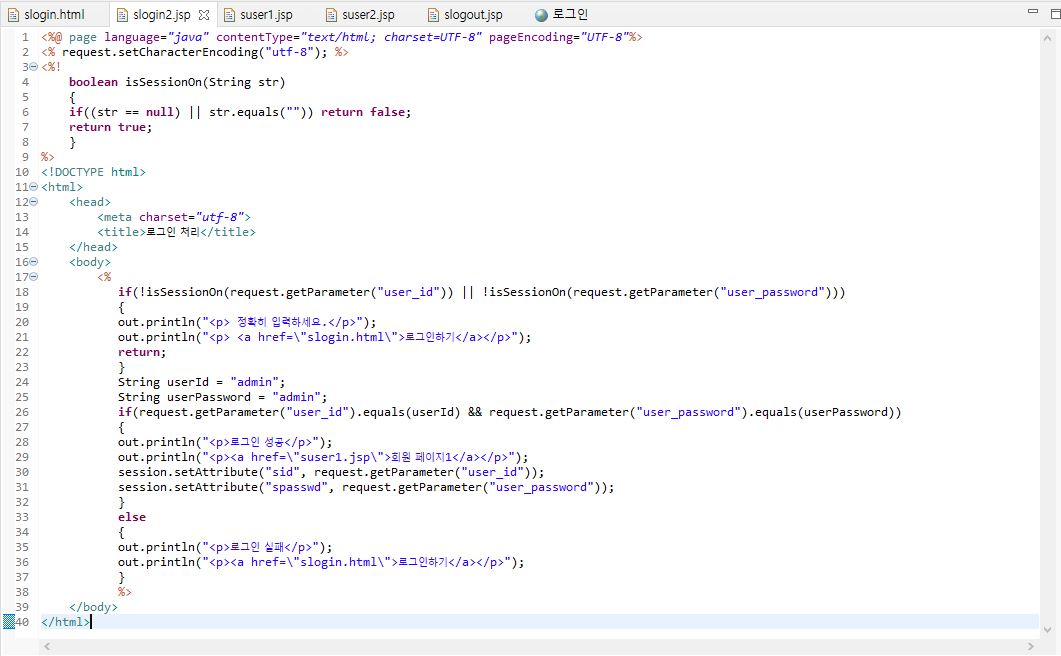 slogin.html slogin2.jsp suser1.jsp suser2.jsp slogout.jsp 로그인
1 <%@ page language="java" contentType="text/html; charset=UTF-8" pageEncoding="UTF-8"%>
2 <% request.setCharacterEncoding("utf-8"); %>
3 <%!
4 boolean isSessionOn(String str)
5 {
6 if((str == null) || str.equals("")) return false;
7 return true;
8 }
9 %>
10 <!DOCTYPE html>
11 <html>
12 <head>
13 <meta charset="utf-8">
14 <title>로그인 처리</title>
15 </head>
16 <body>
17 <%
18 if(!isSessionOn(request.getParameter("user_id")) || !isSessionOn(request.getParameter("user_password")))
19 {
20 out.println("<p> 정확히 입력하세요.</p>");
21 out.println("<p> <a href=\"slogin.html\">로그인하기</a></p>");
22 return;
23 }
24 String userId = "admin";
25 String userPassword = "admin";
26 if(request.getParameter("user_id").equals(userId) && request.getParameter("user_password").equals(userPassword))
27 {
28 out.println("<p>로그인 성공</p>");
29 out.println("<p><a href=\"suser1.jsp\">회원 페이지1</a></p>");
30 session.setAttribute("sid", request.getParameter("user_id"));
31 session.setAttribute("spasswd", request.getParameter("user_password"));
32 }
33 else
34 {
35 out.println("<p>로그인 실패</p>");
36 out.println("<p><a href=\"slogin.html\">로그인하기</a></p>");
37 }
38 %>
39 </body>
40 </html>